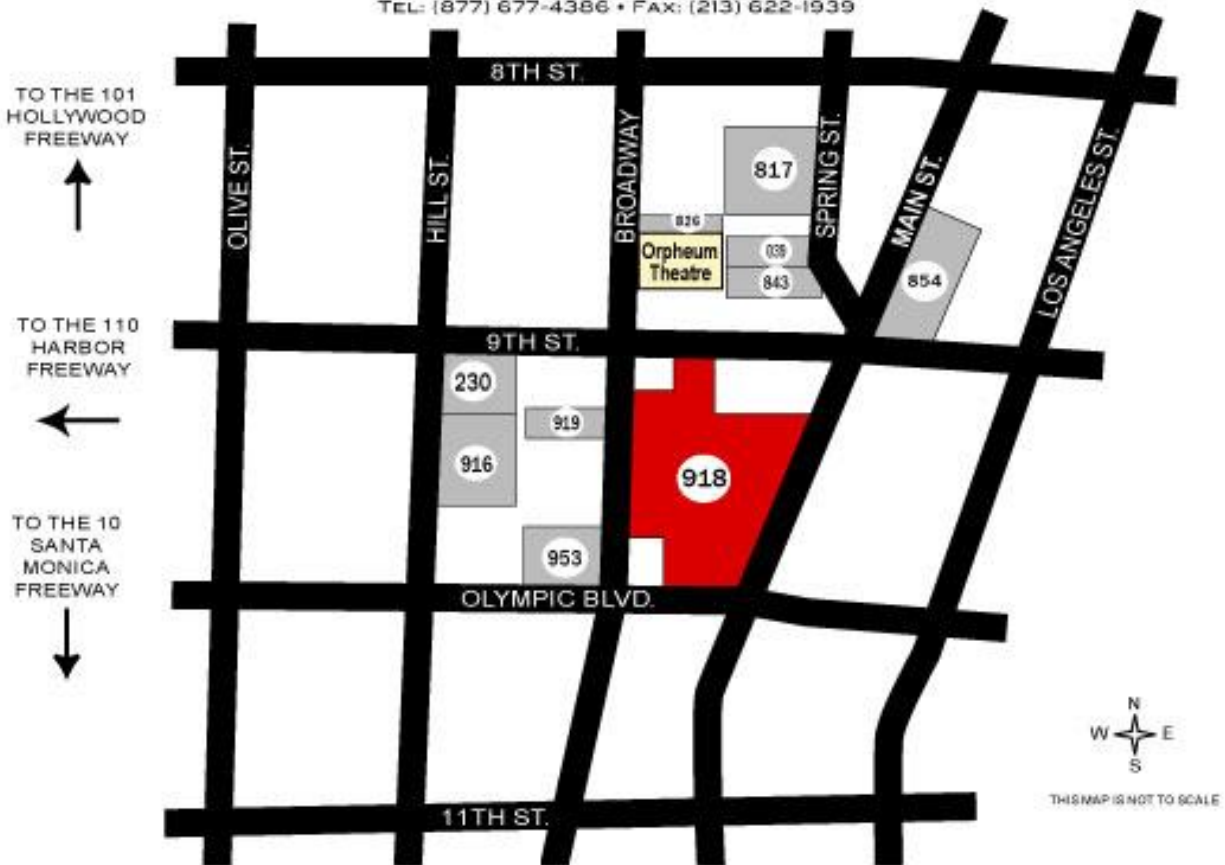 TEL: (877) 677-4386 • FAX: (213) 622-1939
8TH ST.
TO THE 101
HOLLYWOOD
FREEWAY
OLIVE ST.
HILL ST.
BROADWAY
SPRING ST.
MAIN ST.
LOS ANGELES ST.
817
826
Orpheum
Theatre
843
854
TO THE 110
HARBOR
FREEWAY
9TH ST.
230
919
916
918
953
TO THE 10
SANTA
MONICA
FREEWAY
OLYMPIC BLVD.
N
W E
S
THIS MAP IS NOT TO SCALE
11TH ST.